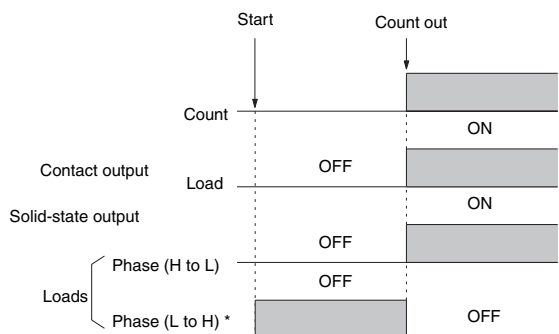 Start
Count out
Count
ON
Contact output
OFF
Load
ON
Solid-state output
OFF
Phase (H to L)
OFF
Loads
Phase (L to H) *
OFF